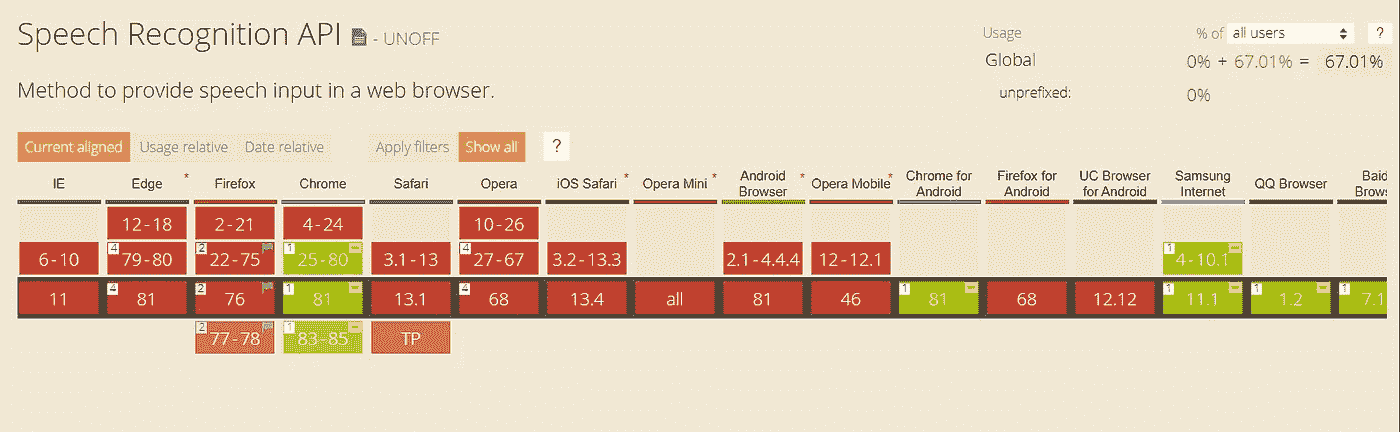 Speech Recognition API - UNOFF
Usage % of all users ?
Global 0% + 67.01% = 67.01%
unprefixed: 0%
Method to provide speech input in a web browser.
Current aligned Usage relative Date relative Apply filters Show all ?
IE Edge * Firefox Chrome Safari Opera iOS Safari * Opera Mini * Android Browser * Opera Mobile * Chrome for Android Firefox for Android UC Browser for Android Samsung Internet QQ Browser Baid Brows
12-18 2-21 4-24 10-26
6-10 4 79-80 2 22-75 1 25-80 3.1-13 4 27-67 3.2-13.3 2.1-4.4.4 12-12.1 1 4-10.1
11 4 81 2 76 1 81 13.1 4 68 13.4 all 81 46 1 81 68 12.12 1 11.1 1 1.2 1 7.1
2 77-78 1 83-85 TP